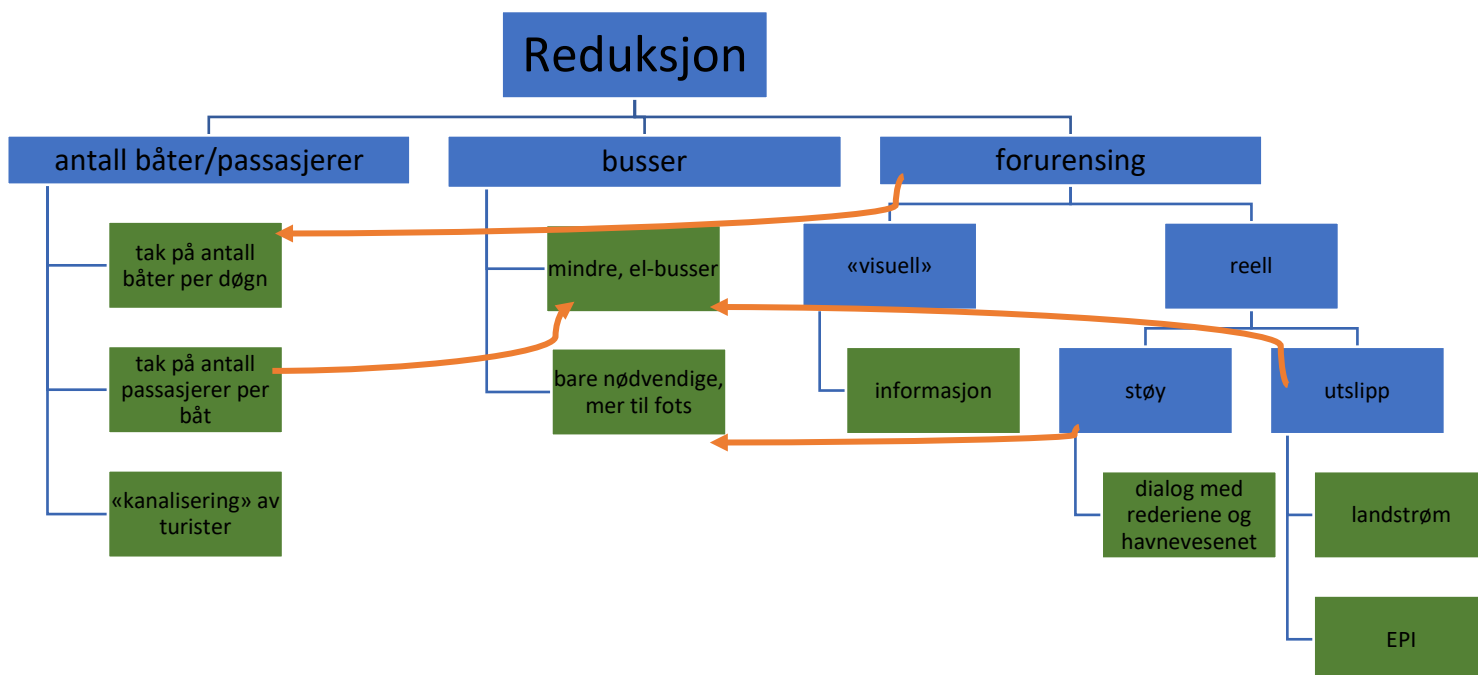 Reduksjon
antall båter/passasjerer
busser
forurensing
tak på antall
båter per døgn
mindre, el-busser
«visuell»
reell
tak på antall
passasjerer per
båt
bare nødvendige,
mer til fots
informasjon
støy
utslipp
«kanalisering» av
turister
dialog med
rederiene og
havnevesenet
landstrøm
EPI